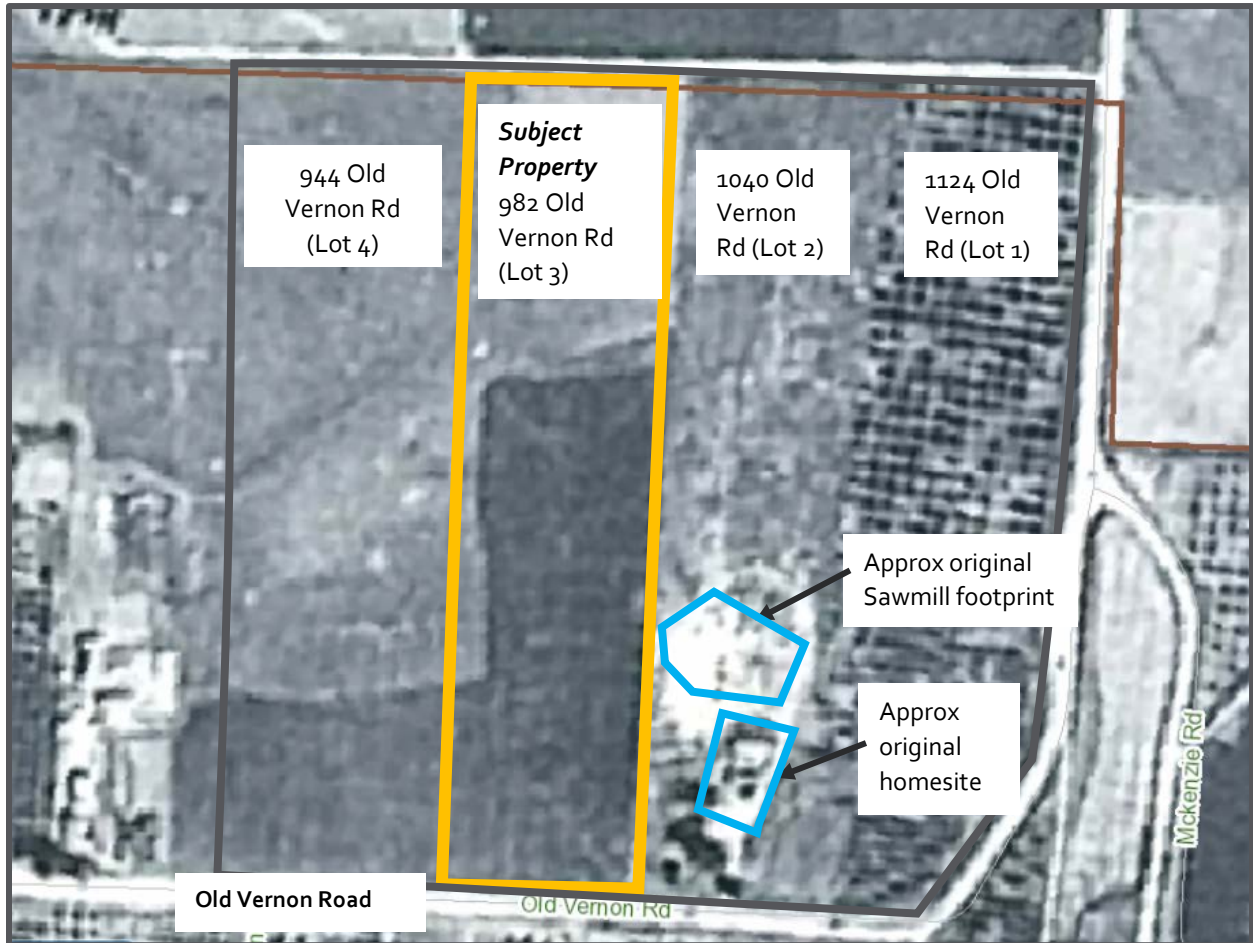 944 Old
Vernon Rd
(Lot 4)
Subject
Property
982 Old
Vernon Rd
(Lot 3)
1040 Old
Vernon
Rd (Lot 2)
1124 Old
Vernon
Rd (Lot 1)
Approx original
Sawmill footprint
Approx
original
homesite
Mckenzie Rd
Old Vernon Road
Old Vernon Rd